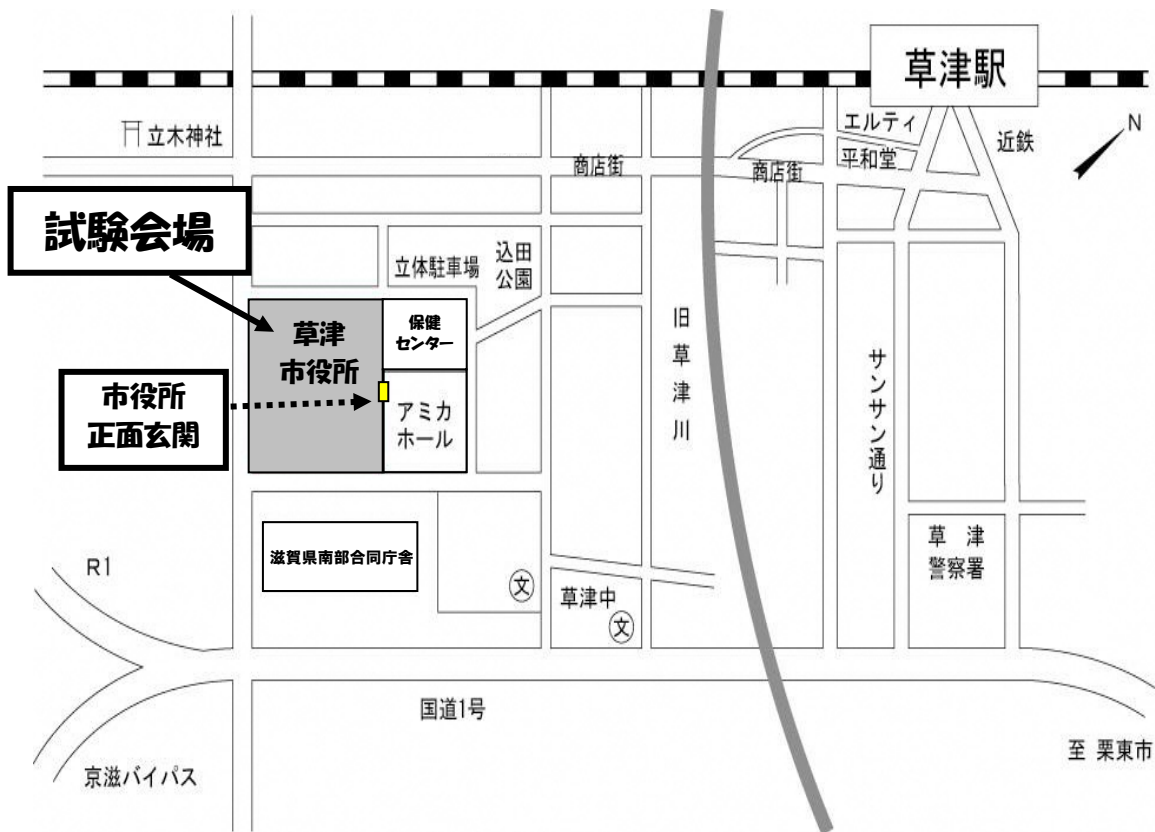 草津駅
エルティ
近鉄
N
立木神社
商店街
商店街
平和堂
試験会場
立体駐車場
込田
公園
草津
市役所
保健
センター
旧草津川
サンサン通り
市役所
正面玄関
アミカ
ホール
滋賀県南部合同庁舎
草津
警察署
R1
文
草津中
文
国道1号
至 栗東市
京滋バイパス